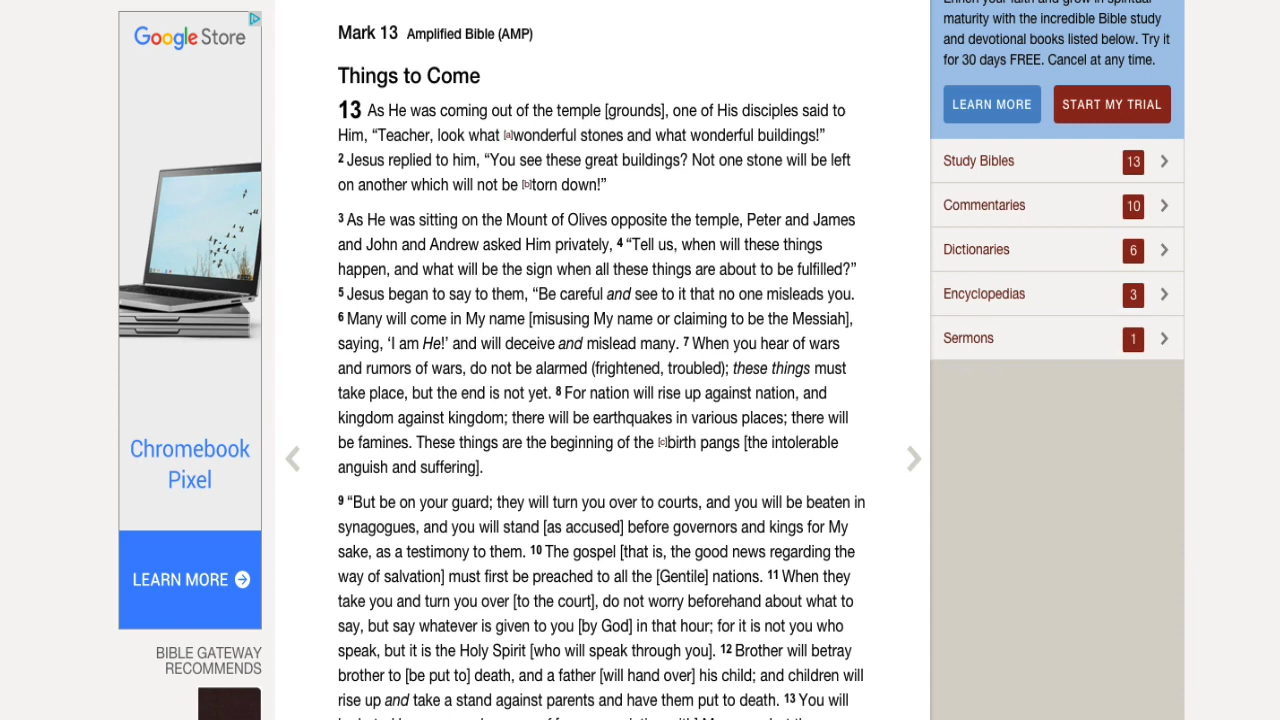 Google Store
Chromebook
Pixel
LEARN MORE
BIBLE GATEWAY
RECOMMENDS
Mark 13 Amplified Bible (AMP)
Things to Come
13 As He was coming out of the temple [grounds], one of His disciples said to
Him, “Teacher, look what [a]wonderful stones and what wonderful buildings!”
2 Jesus replied to him, “You see these great buildings? Not one stone will be left
on another which will not be [b]torn down!”
3 As He was sitting on the Mount of Olives opposite the temple, Peter and James
and John and Andrew asked Him privately, 4 “Tell us, when will these things
happen, and what will be the sign when all these things are about to be fulfilled?”
5 Jesus began to say to them, “Be careful and see to it that no one misleads you.
6 Many will come in My name [misusing My name or claiming to be the Messiah],
saying, ‘I am He!’ and will deceive and mislead many. 7 When you hear of wars
and rumors of wars, do not be alarmed (frightened, troubled); these things must
take place, but the end is not yet. 8 For nation will rise up against nation, and
kingdom against kingdom; there will be earthquakes in various places; there will
be famines. These things are the beginning of the [c]birth pangs [the intolerable
anguish and suffering].
9 “But be on your guard; they will turn you over to courts, and you will be beaten in
synagogues, and you will stand [as accused] before governors and kings for My
sake, as a testimony to them. 10 The gospel [that is, the good news regarding the
way of salvation] must first be preached to all the [Gentile] nations. 11 When they
take you and turn you over [to the court], do not worry beforehand about what to
say, but say whatever is given to you [by God] in that hour; for it is not you who
speak, but it is the Holy Spirit [who will speak through you]. 12 Brother will betray
brother to [be put to] death, and a father [will hand over] his child; and children will
rise up and take a stand against parents and have them put to death. 13 You will
maturity with the incredible Bible study
and devotional books listed below. Try it
for 30 days FREE. Cancel at any time.
LEARN MORE
START MY TRIAL
Study Bibles 13
Commentaries 10
Dictionaries 6
Encyclopedias 3
Sermons 1